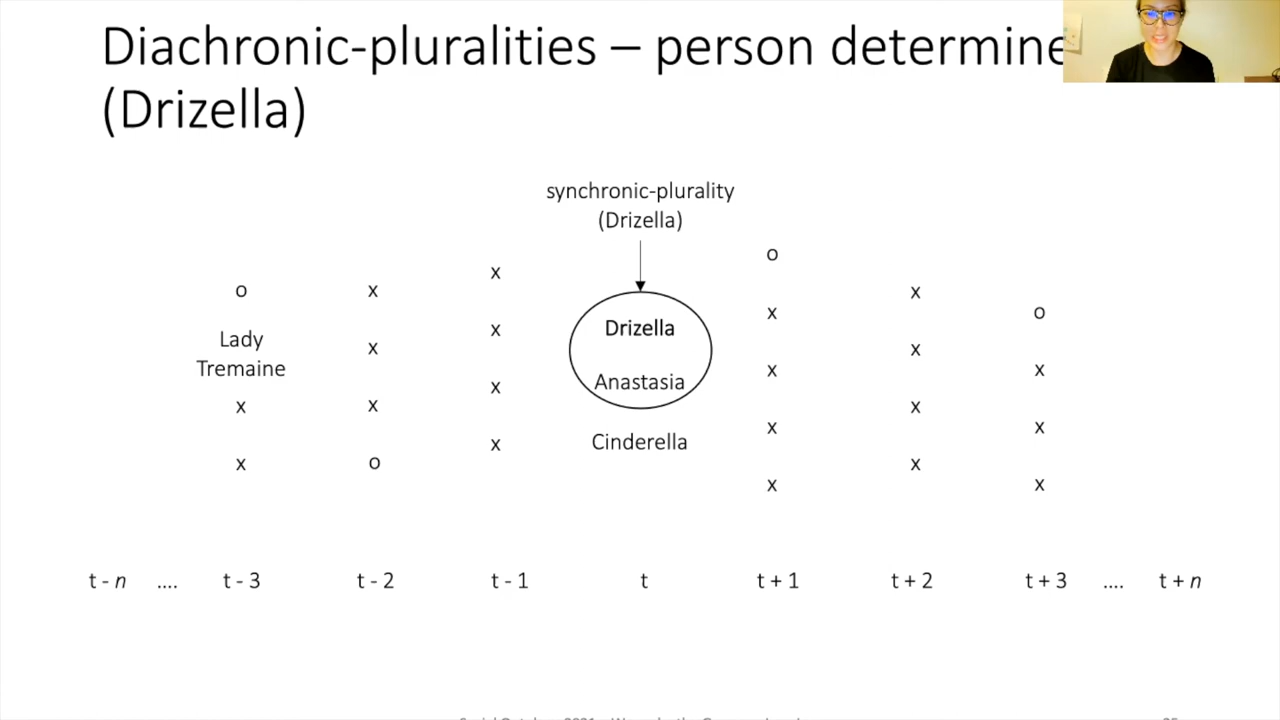 Diachronic-pluralities – person determine
(Drizella)
synchronic-plurality
(Drizella)
o
x
x
o
Lady
Tremaine
x
x
x
x
o
x
x
x
x
Drizella
Anastasia
Cinderella
x
x
x
x
x
x
x
x
o
x
x
x
t - n .... t - 3 t - 2 t - 1 t t + 1 t + 2 t + 3 .... t + n